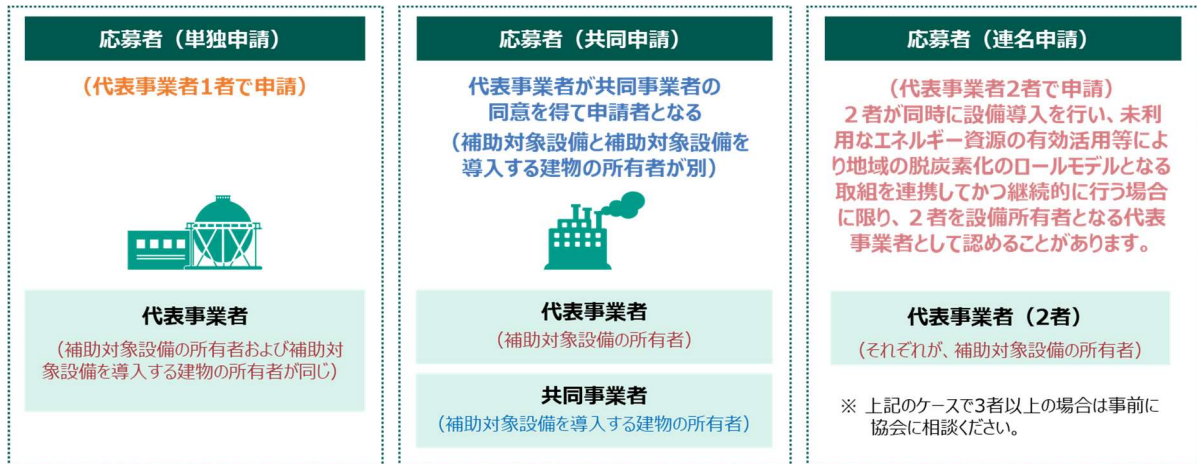 応募者（単独申請）
（代表事業者1者で申請）
代表事業者
（補助対象設備の所有者および補助対
象設備を導入する建物の所有者が同じ）
応募者（共同申請）
代表事業者が共同事業者の
同意を得て申請者となる
（補助対象設備と補助対象設備を
導入する建物の所有者が別）
代表事業者
（補助対象設備の所有者）
共同事業者
（補助対象設備を導入する建物の所有者）
応募者（連名申請）
（代表事業者2者で申請）
２者が同時に設備導入を行い、未利
用なエネルギー資源の有効活用等によ
り地域の脱炭素化のロールモデルとなる
取組を連携してかつ継続的に行う場合
に限り、２者を設備所有者となる代表
事業者として認めることがあります。
代表事業者（2者）
（それぞれが、補助対象設備の所有者）
※ 上記のケースで3者以上の場合は事前に
協会に相談ください。